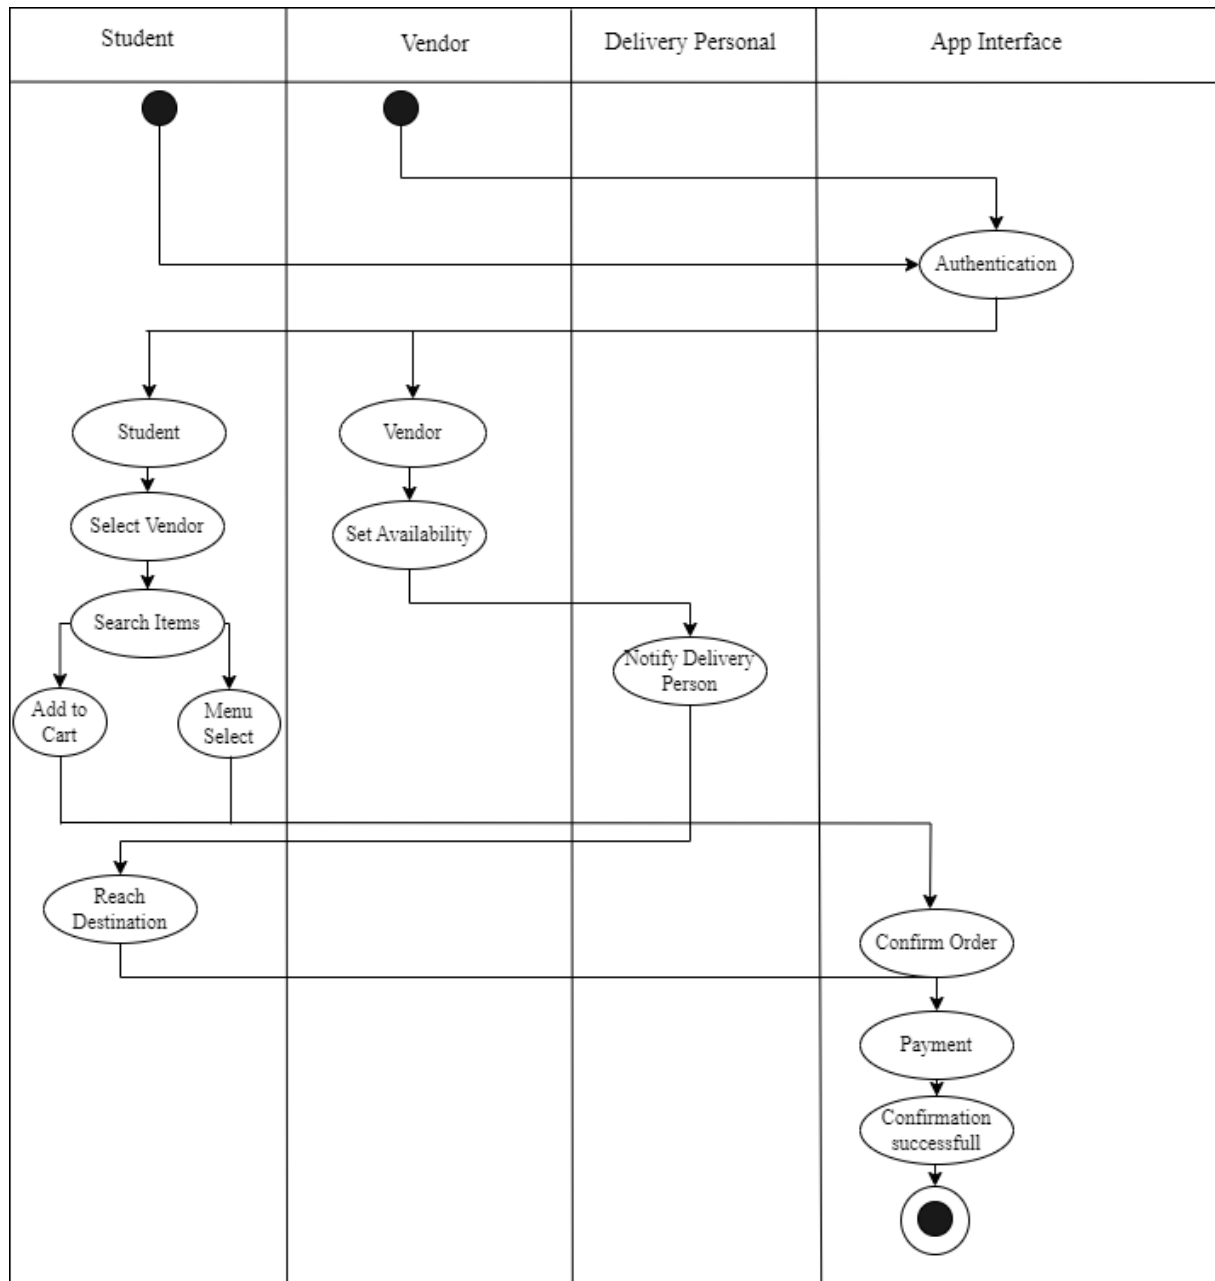 Student
Vendor
Delivery Personal
App Interface
Authentication
Student
Vendor
Select Vendor
Set Availability
Search Items
Notify Delivery
Person
Add to
Cart
Menu
Select
Reach
Destination
Confirm Order
Payment
Confirmation
successfull